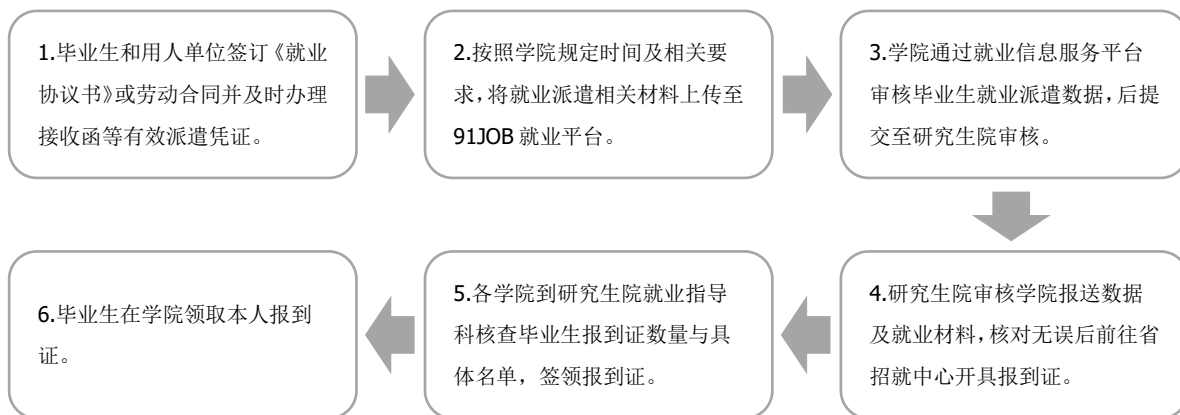 1.毕业生和用人单位签订《就业
协议书》或劳动合同并及时办理
接收函等有效派遣凭证。
2.按照学院规定时间及相关要
求,将就业派遣相关材料上传至
91JOB 就业平台。
3.学院通过就业信息服务平台
审核毕业生就业派遣数据,后提
交至研究生院审核。
4.研究生院审核学院报送数据
及就业材料,核对无误后前往省
招就中心开具报到证。
5.各学院到研究生院就业指导
科核查毕业生报到证数量与具
体名单，签领报到证。
6.毕业生在学院领取本人报到
证。